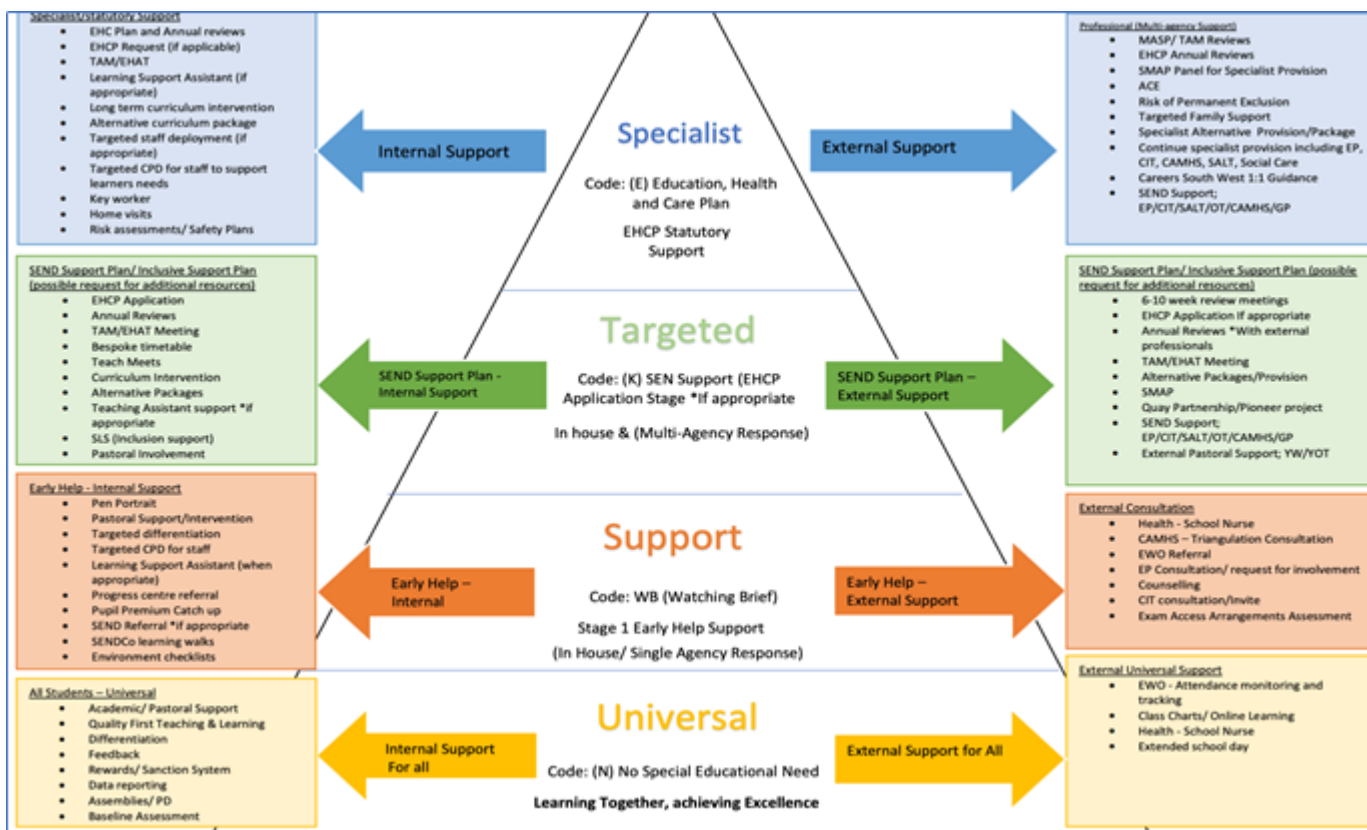 Specialist/statutory Support
EHC Plan and Annual reviews
EHCP Request (if applicable)
TAM/EHAT
Learning Support Assistant (if
appropriate)
Long term curriculum intervention
Alternative curriculum package
Targeted staff deployment (if
appropriate)
Targeted CPD for staff to support
learners needs
Key worker
Home visits
Risk assessments/ Safety Plans
Internal Support
Specialist
Code: (E) Education, Health
and Care Plan
EHCP Statutory
Support
External Support
Professional (Multi-agency Support)
MASP/ TAM Reviews
EHCP Annual Reviews
SMAP Panel for Specialist Provision
ACE
Risk of Permanent Exclusion
Targeted Family Support
Specialist Alternative Provision/Package
Continue specialist provision including EP,
CIT, CAMHS, SALT, Social Care
Careers South West 1:1 Guidance
SEND Support;
EP/CIT/SALT/OT/CAMHS/GP
SEND Support Plan/ Inclusive Support Plan
(possible request for additional resources)
EHCP Application
Annual Reviews
TAM/EHAT Meeting
Bespoke timetable
Teach Meets
Curriculum Intervention
Alternative Packages
Teaching Assistant support *if
appropriate
SLS (Inclusion support)
Pastoral Involvement
SEND Support Plan -
Internal Support
Targeted
Code: (K) SEN Support (EHCP
Application Stage *If appropriate
In house & (Multi-Agency Response)
SEND Support Plan –
External Support
SEND Support Plan/ Inclusive Support Plan (possible
request for additional resources)
6-10 week review meetings
EHCP Application If appropriate
Annual Reviews *With external
professionals
TAM/EHAT Meeting
Alternative Packages/Provision
SMAP
Quay Partnership/Pioneer project
SEND Support;
EP/CIT/SALT/OT/CAMHS/GP
External Pastoral Support; YW/YOT
Early Help - Internal Support
Pen Portrait
Pastoral Support/Intervention
Targeted differentiation
Targeted CPD for staff
Learning Support Assistant (when
appropriate)
Progress centre referral
Pupil Premium Catch up
SEND Referral *if appropriate
SENDCo learning walks
Environment checklists
Early Help –
Internal
Support
Code: WB (Watching Brief)
Stage 1 Early Help Support
(In House/ Single Agency Response)
Early Help –
External Support
External Consultation
Health - School Nurse
CAMHS – Triangulation Consultation
EWO Referral
EP Consultation/ request for involvement
Counselling
CIT consultation/Invite
Exam Access Arrangements Assessment
All Students – Universal
Academic/ Pastoral Support
Quality First Teaching & Learning
Differentiation
Feedback
Rewards/ Sanction System
Data reporting
Assemblies/ PD
Baseline Assessment
Internal Support
For all
Universal
Code: (N) No Special Educational Need
Learning Together, achieving Excellence
External Support for All
External Universal Support
EWO - Attendance monitoring and
tracking
Class Charts/ Online Learning
Health - School Nurse
Extended school day